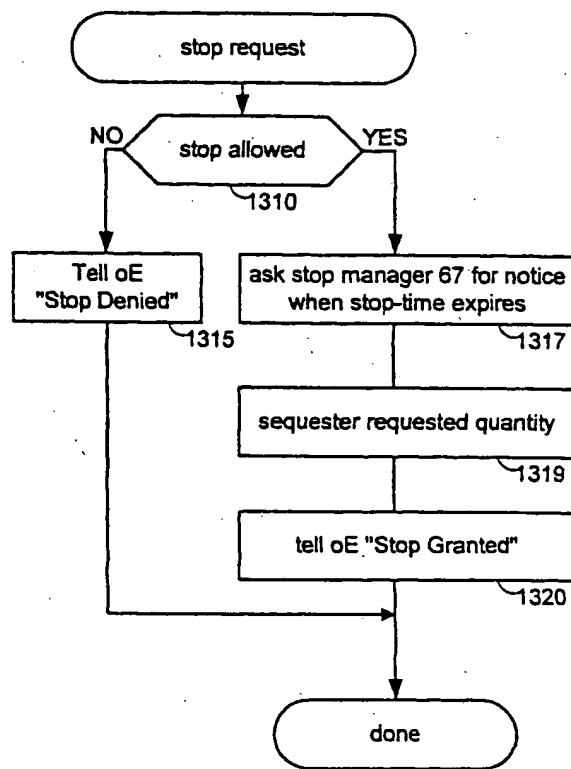 stop request
NO
YES
stop allowed
1310
Tell oE
"Stop Denied"
1315
ask stop manager 67 for notice
when stop-time expires
1317
sequester requested quantity
1319
tell oE "Stop Granted"
1320
done